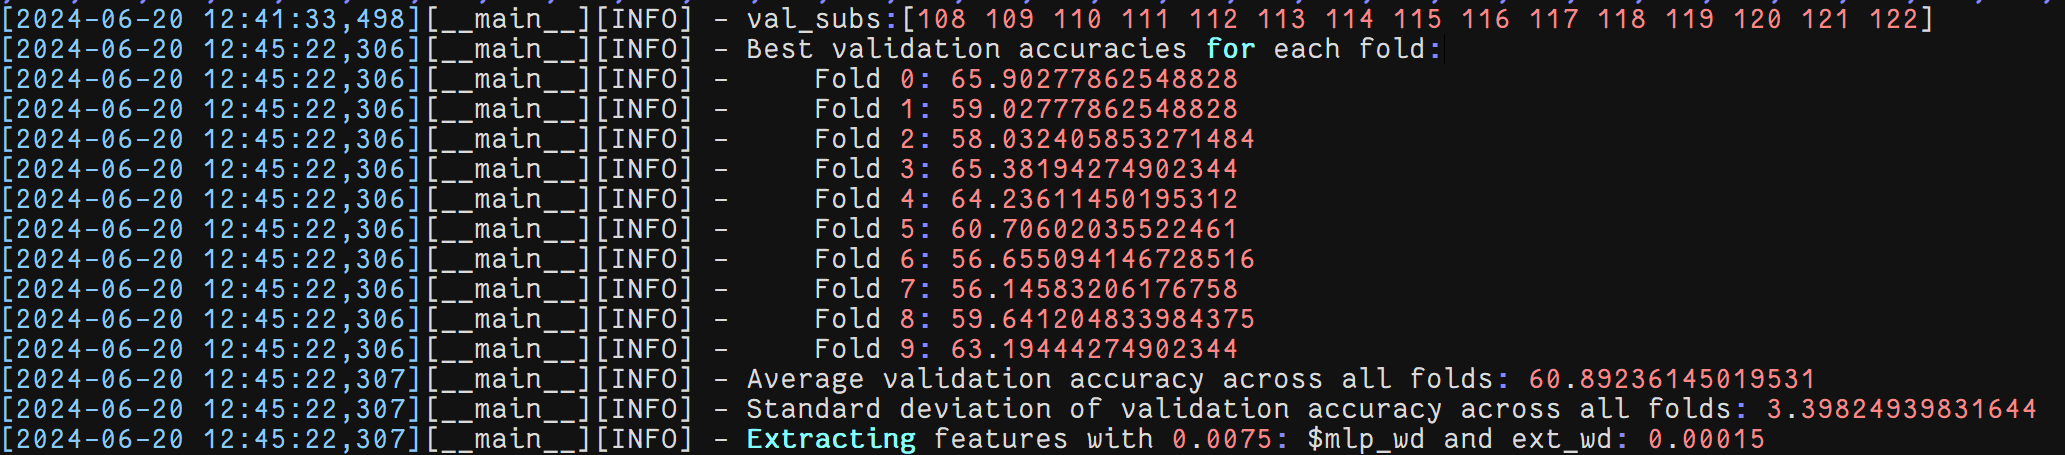 [2024-06-20 12:41:33,498][__main__][INFO] - val_subs:[108 109 110 111 112 113 114 115 116 117 118 119 120 121 122]
[2024-06-20 12:45:22,306][__main__][INFO] - Best validation accuracies for each fold:
[2024-06-20 12:45:22,306][__main__][INFO] -     Fold 0: 65.90277862548828
[2024-06-20 12:45:22,306][__main__][INFO] -     Fold 1: 59.02777862548828
[2024-06-20 12:45:22,306][__main__][INFO] -     Fold 2: 58.032405853271484
[2024-06-20 12:45:22,306][__main__][INFO] -     Fold 3: 65.38194274902344
[2024-06-20 12:45:22,306][__main__][INFO] -     Fold 4: 64.23611450195312
[2024-06-20 12:45:22,306][__main__][INFO] -     Fold 5: 60.70602035522461
[2024-06-20 12:45:22,306][__main__][INFO] -     Fold 6: 56.655094146728516
[2024-06-20 12:45:22,306][__main__][INFO] -     Fold 7: 56.14583206176758
[2024-06-20 12:45:22,306][__main__][INFO] -     Fold 8: 59.641204833984375
[2024-06-20 12:45:22,306][__main__][INFO] -     Fold 9: 63.19444274902344
[2024-06-20 12:45:22,307][__main__][INFO] - Average validation accuracy across all folds: 60.89236145019531
[2024-06-20 12:45:22,307][__main__][INFO] - Standard deviation of validation accuracy across all folds: 3.39824939831644
[2024-06-20 12:45:22,307][__main__][INFO] - Extracting features with 0.0075: $mlp_wd and ext_wd: 0.00015